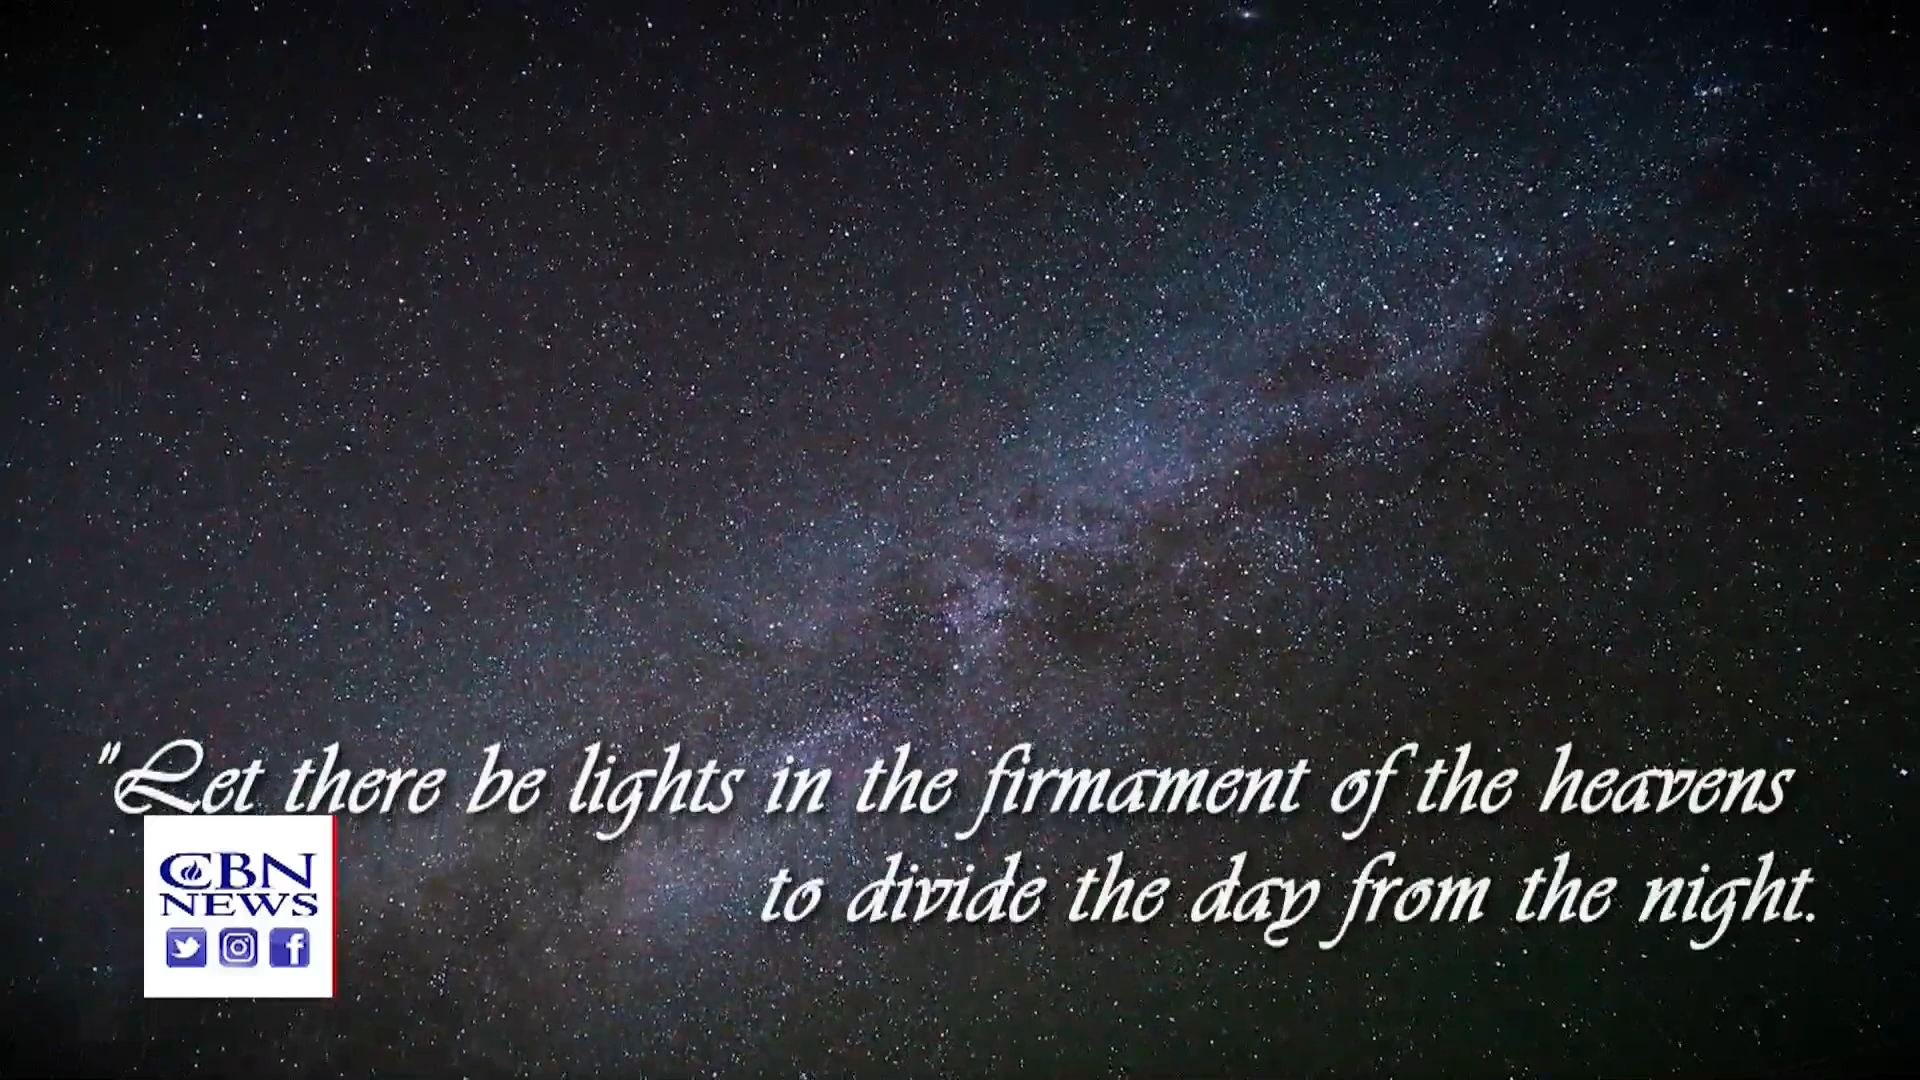 "Let there be lights in the firmament of the heavens
to divide the day from the night.
CBN
NEWS